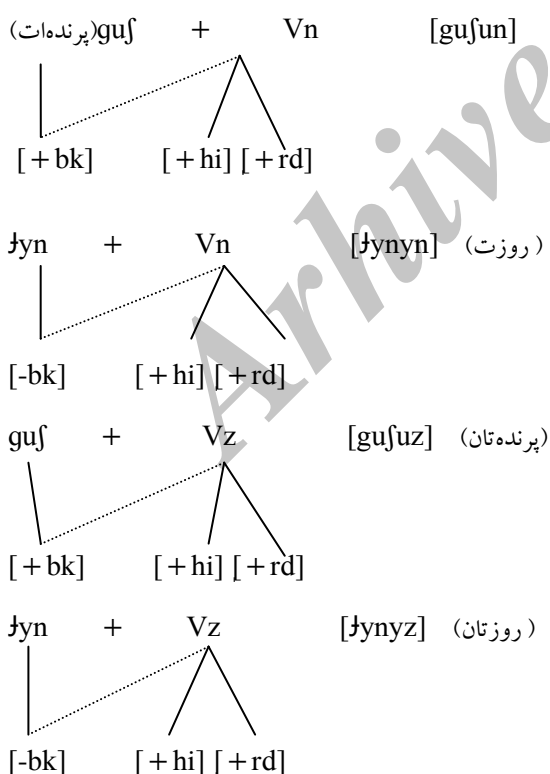 (پرنده‌ات)guʃ + Vn [guʃun]
[+bk] [+hi] [+rd]
ɟyn + Vn [ɟynyn] (روزت)
[-bk] [+hi] [+rd]
guʃ + Vz [guʃuz] (پرنده‌تان)
[+bk] [+hi] [+rd]
ɟyn + Vz [ɟynyz] (روزتان)
[-bk] [+hi] [+rd]
Arhive